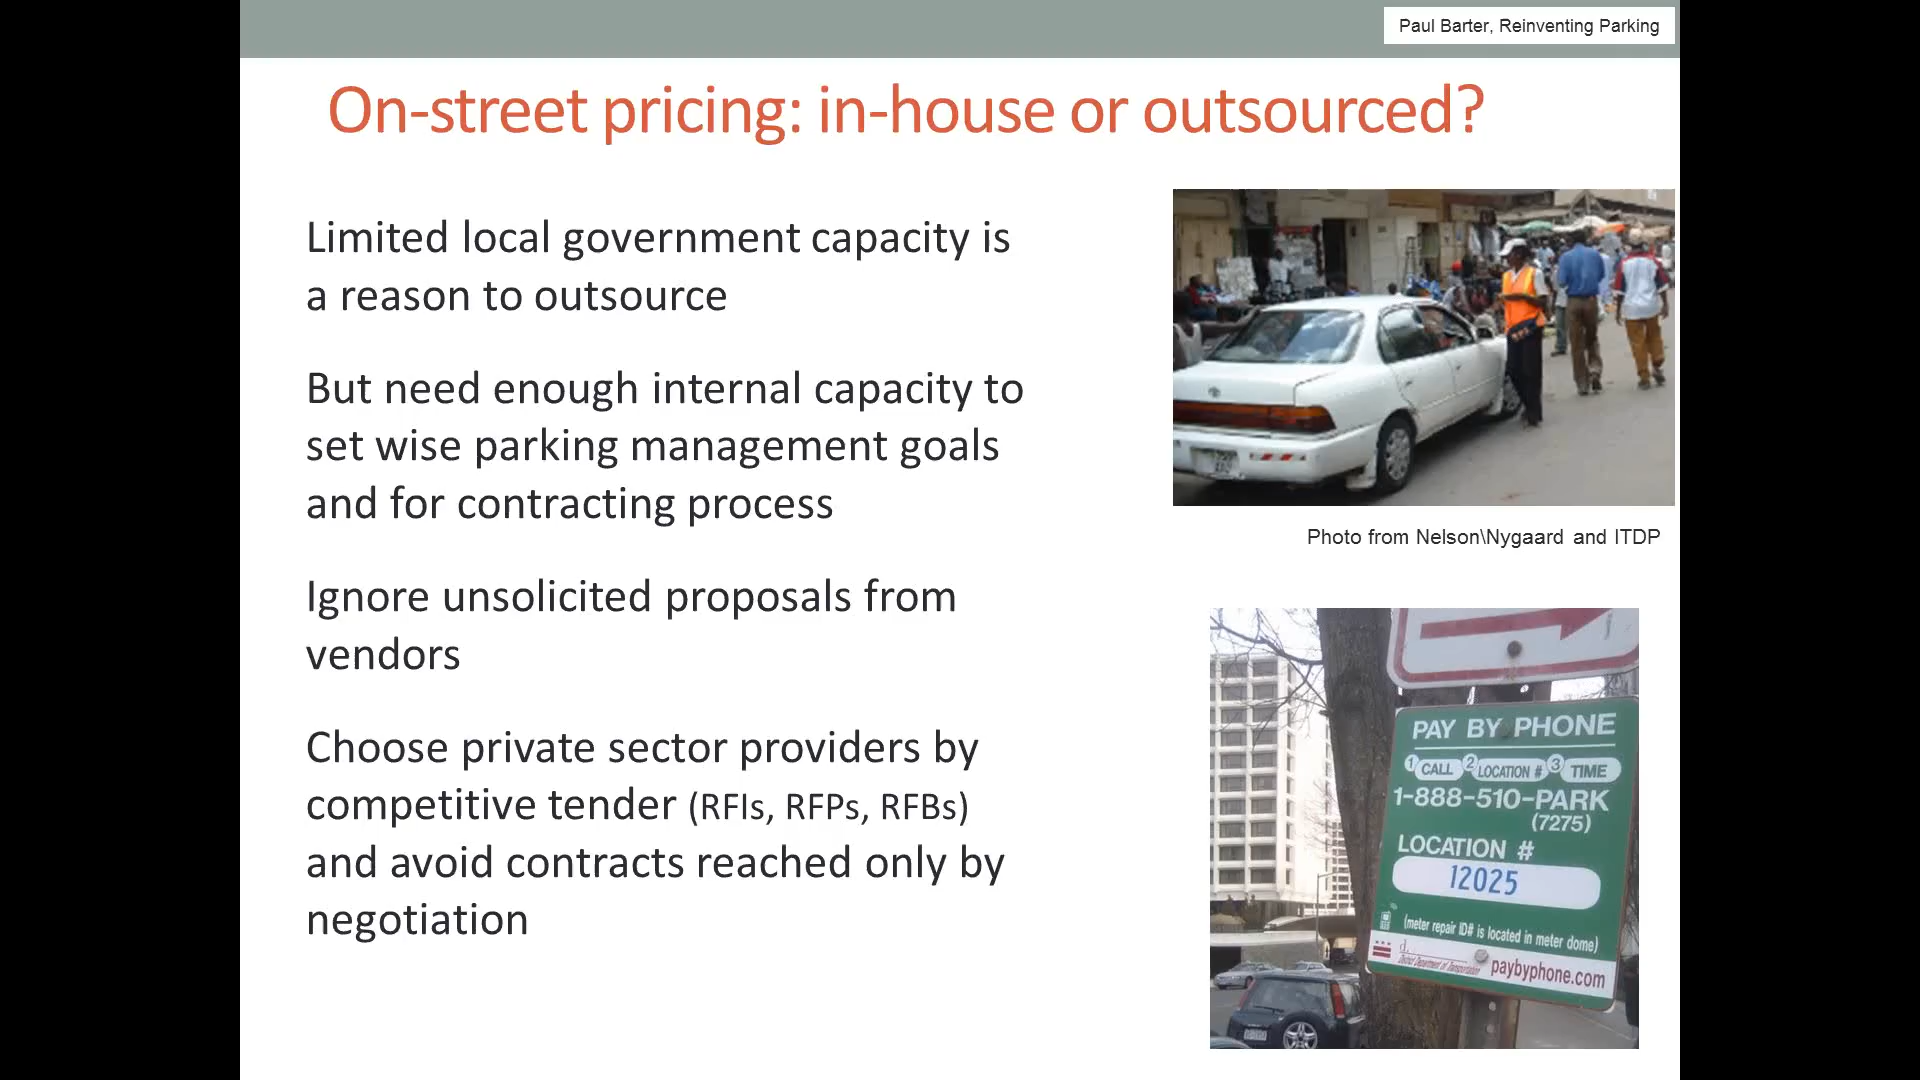 Paul Barter, Reinventing Parking
On-street pricing: in-house or outsourced?
Limited local government capacity is
a reason to outsource
But need enough internal capacity to
set wise parking management goals
and for contracting process
Ignore unsolicited proposals from
vendors
Choose private sector providers by
competitive tender (RFIs, RFPs, RFBs)
and avoid contracts reached only by
negotiation
Photo from Nelson\Nygaard and ITDP
PAY BY PHONE
1 CALL 2 LOCATION # 3 TIME
1-888-510-PARK
(7275)
LOCATION #
12025
(meter repair ID# is located in meter dome)
d.
District Department of Transportation
paybyphone.com